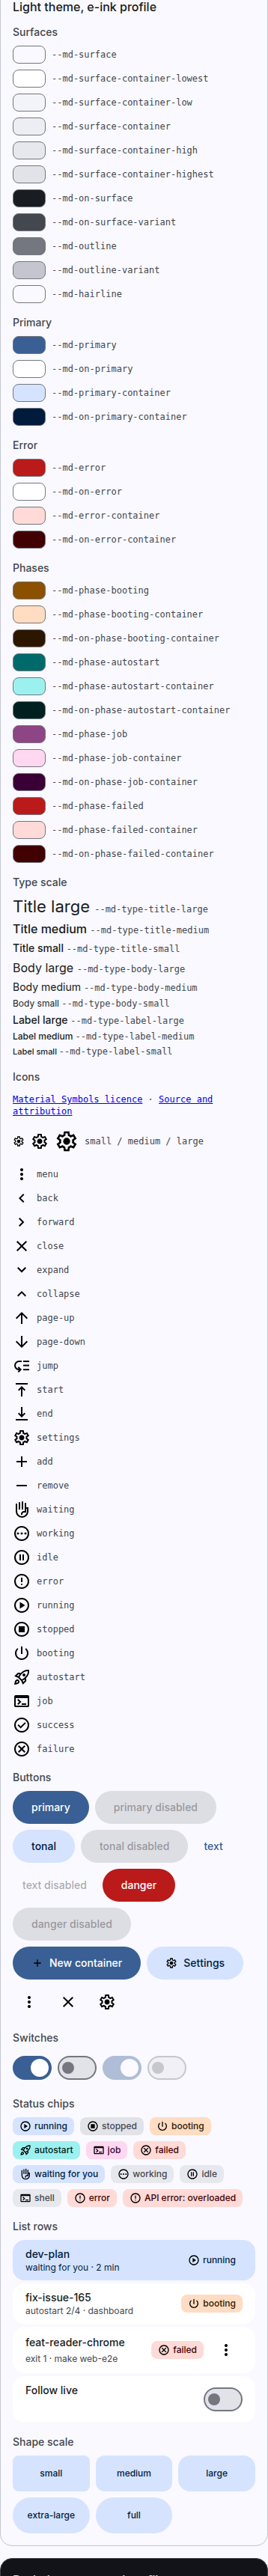 Light theme, e-ink profile
Surfaces
--md-surface
--md-surface-container-lowest
--md-surface-container-low
--md-surface-container
--md-surface-container-high
--md-surface-container-highest
--md-on-surface
--md-on-surface-variant
--md-outline
--md-outline-variant
--md-hairline
Primary
--md-primary
--md-on-primary
--md-primary-container
--md-on-primary-container
Error
--md-error
--md-on-error
--md-error-container
--md-on-error-container
Phases
--md-phase-booting
--md-phase-booting-container
--md-on-phase-booting-container
--md-phase-autostart
--md-phase-autostart-container
--md-on-phase-autostart-container
--md-phase-job
--md-phase-job-container
--md-on-phase-job-container
--md-phase-failed
--md-phase-failed-container
--md-on-phase-failed-container
Type scale
Title large --md-type-title-large
Title medium --md-type-title-medium
Title small --md-type-title-small
Body large --md-type-body-large
Body medium --md-type-body-medium
Body small --md-type-body-small
Label large --md-type-label-large
Label medium --md-type-label-medium
Label small --md-type-label-small
Icons
Material Symbols licence · Source and
attribution
small / medium / large
menu
back
forward
close
expand
collapse
page-up
page-down
jump
start
end
settings
add
remove
waiting
working
idle
error
running
stopped
booting
autostart
job
success
failure
Buttons
primary primary disabled
tonal tonal disabled text
text disabled danger
danger disabled
New container Settings
Switches
Status chips
running stopped booting
autostart job failed
waiting for you working idle
shell error API error: overloaded
List rows
dev-plan
waiting for you · 2 min
running
fix-issue-165
autostart 2/4 · dashboard
booting
feat-reader-chrome
exit 1 · make web-e2e
failed
Follow live
Shape scale
small medium large
extra-large full